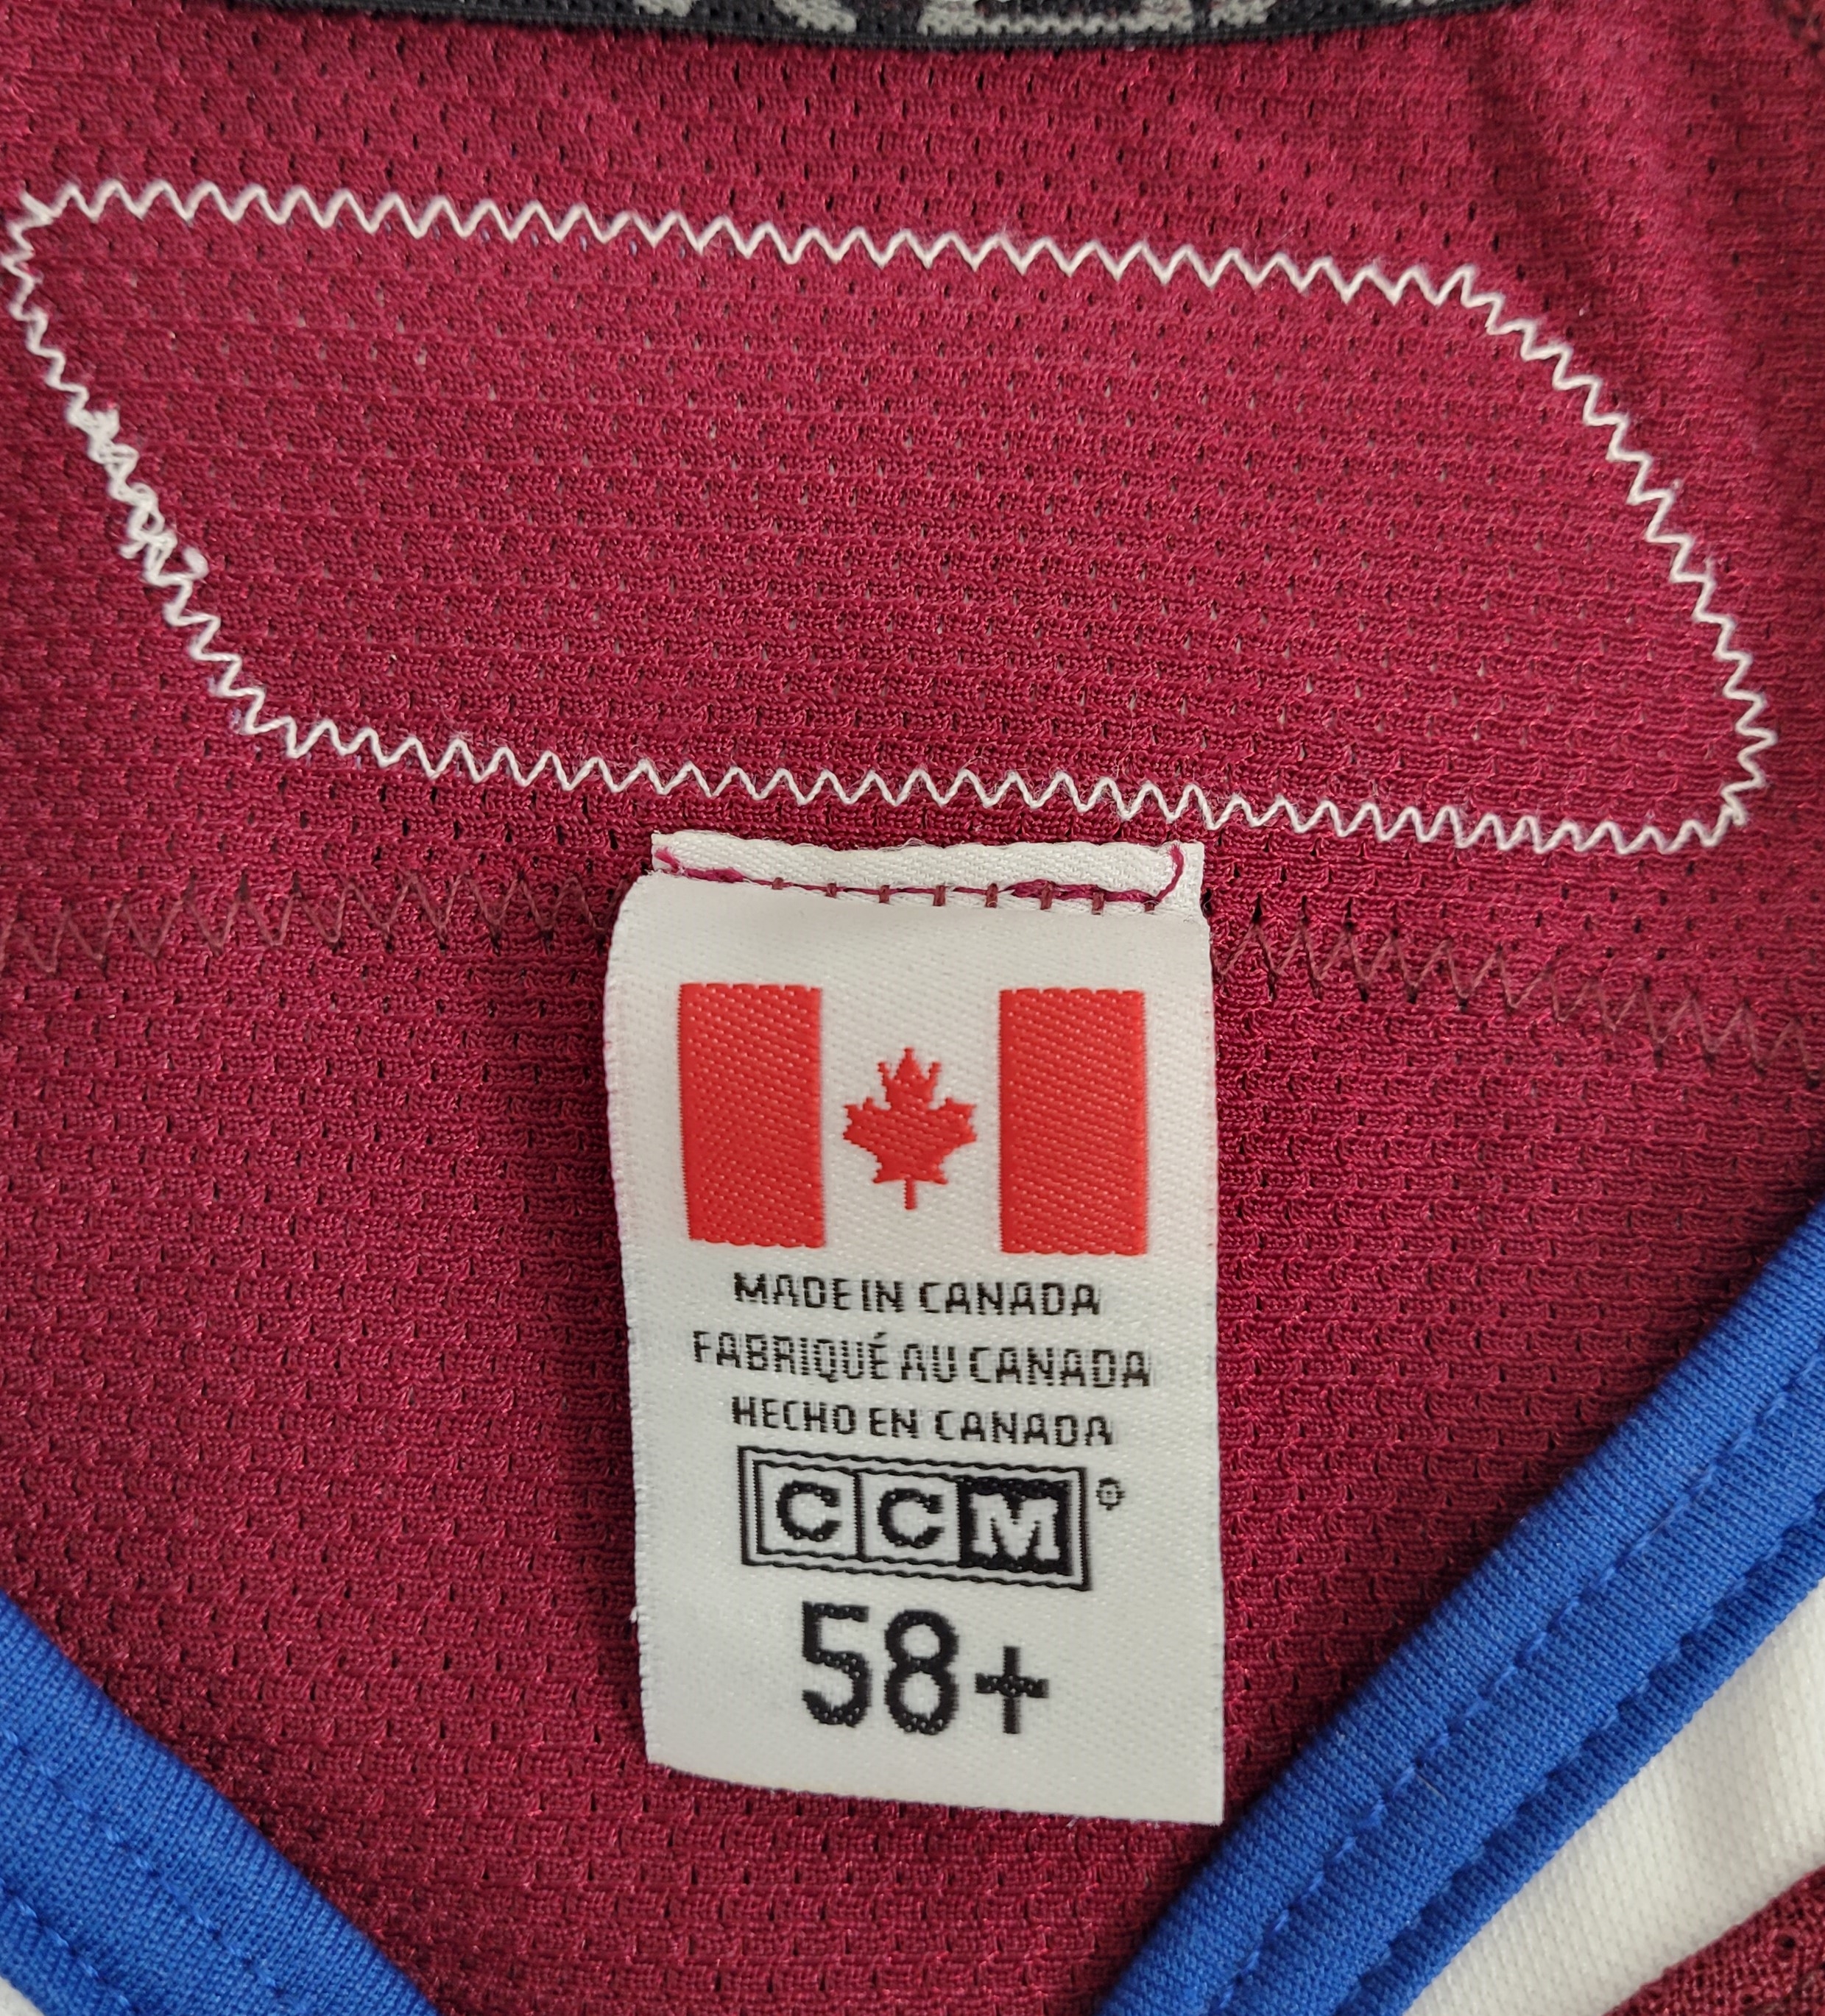 MADE IN CANADA
FABRIQUÉ AU CANADA
HECHO EN CANADA
CCM®
58+